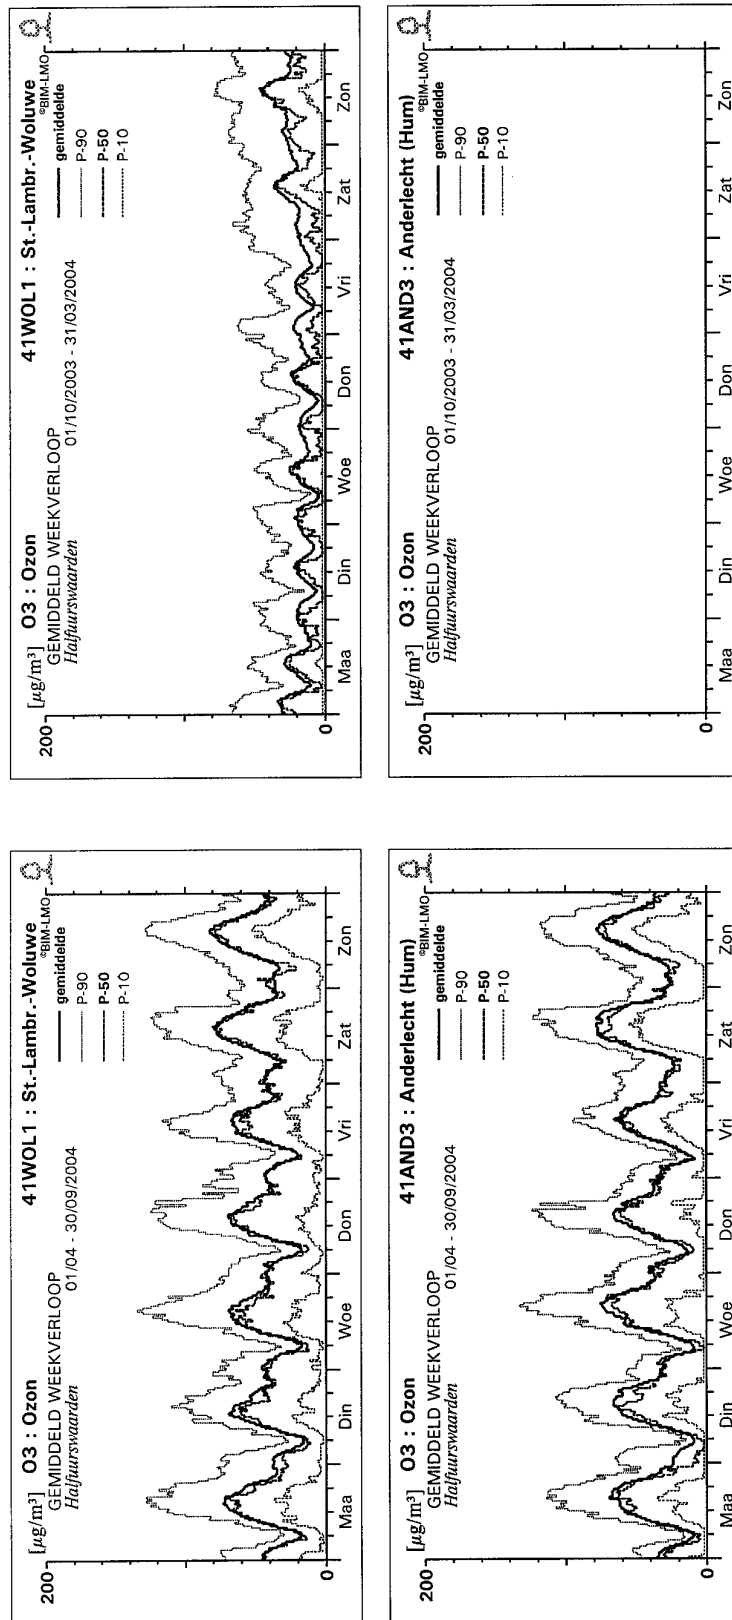 [µg/m³] O3 : Ozon 41WOL1 : St.-Lambr.-Woluwe
GEMIDDELD WEEKVERLOOP ©BIM-LMO
Halfuurswaarden 01/04 - 30/09/2004
gemiddelde
P-90
P-50
P-10
200
0
Maa Din Woe Don Vri Zat Zon
[µg/m³] O3 : Ozon 41WOL1 : St.-Lambr.-Woluwe
GEMIDDELD WEEKVERLOOP ©BIM-LMO
Halfuurswaarden 01/10/2003 - 31/03/2004
gemiddelde
P-90
P-50
P-10
200
0
Maa Din Woe Don Vri Zat Zon
[µg/m³] O3 : Ozon 41AND3 : Anderlecht (Hum)
GEMIDDELD WEEKVERLOOP ©BIM-LMO
Halfuurswaarden 01/04 - 30/09/2004
gemiddelde
P-90
P-50
P-10
200
0
Maa Din Woe Don Vri Zat Zon
[µg/m³] O3 : Ozon 41AND3 : Anderlecht (Hum)
GEMIDDELD WEEKVERLOOP ©BIM-LMO
Halfuurswaarden 01/10/2003 - 31/03/2004
gemiddelde
P-90
P-50
P-10
200
0
Maa Din Woe Don Vri Zat Zon